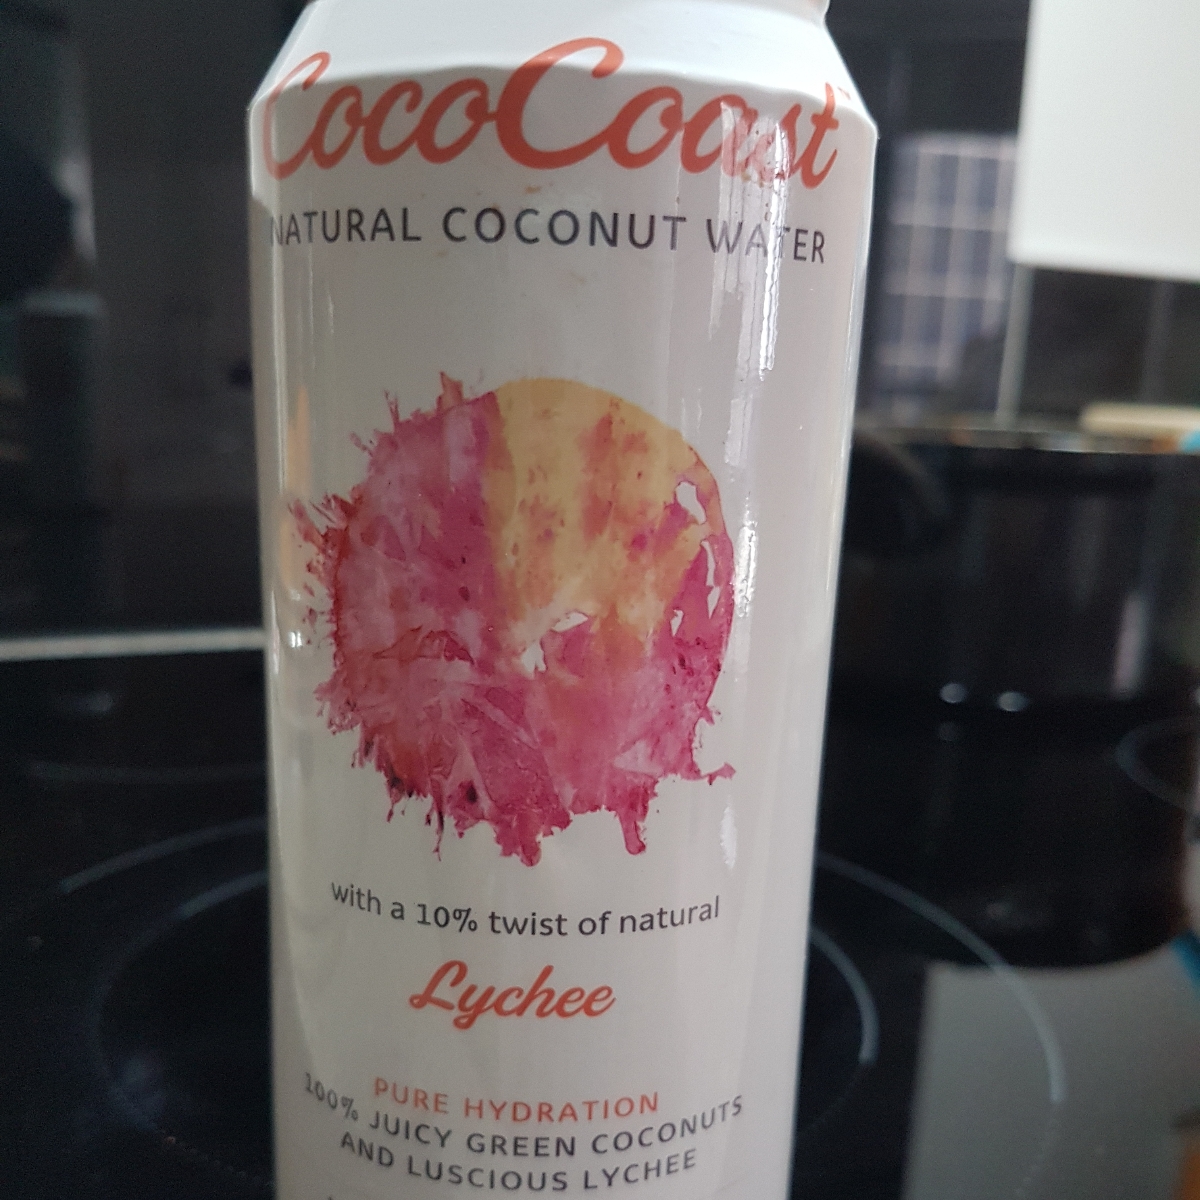 CocoCoast
NATURAL COCONUT WATER
with a 10% twist of natural
Lychee
PURE HYDRATION
100% JUICY GREEN COCONUTS
AND LUSCIOUS LYCHEE